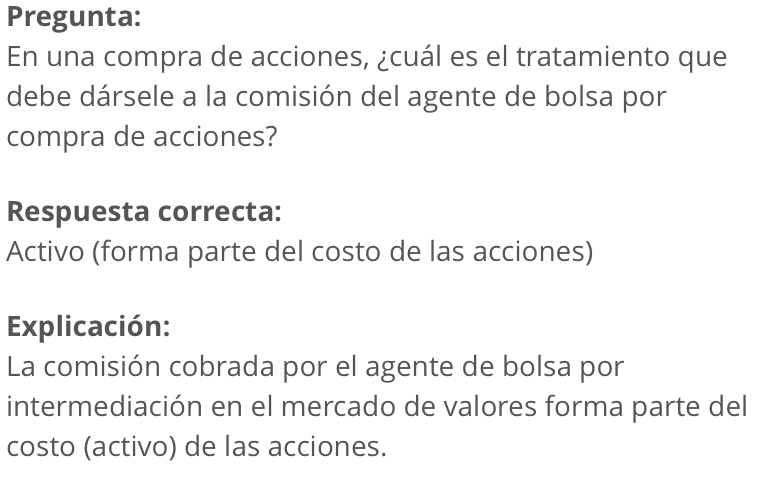 Pregunta:
En una compra de acciones, ¿cuál es el tratamiento que
debe dársele a la comisión del agente de bolsa por
compra de acciones?
Respuesta correcta:
Activo (forma parte del costo de las acciones)
Explicación:
La comisión cobrada por el agente de bolsa por
intermediación en el mercado de valores forma parte del
costo (activo) de las acciones.